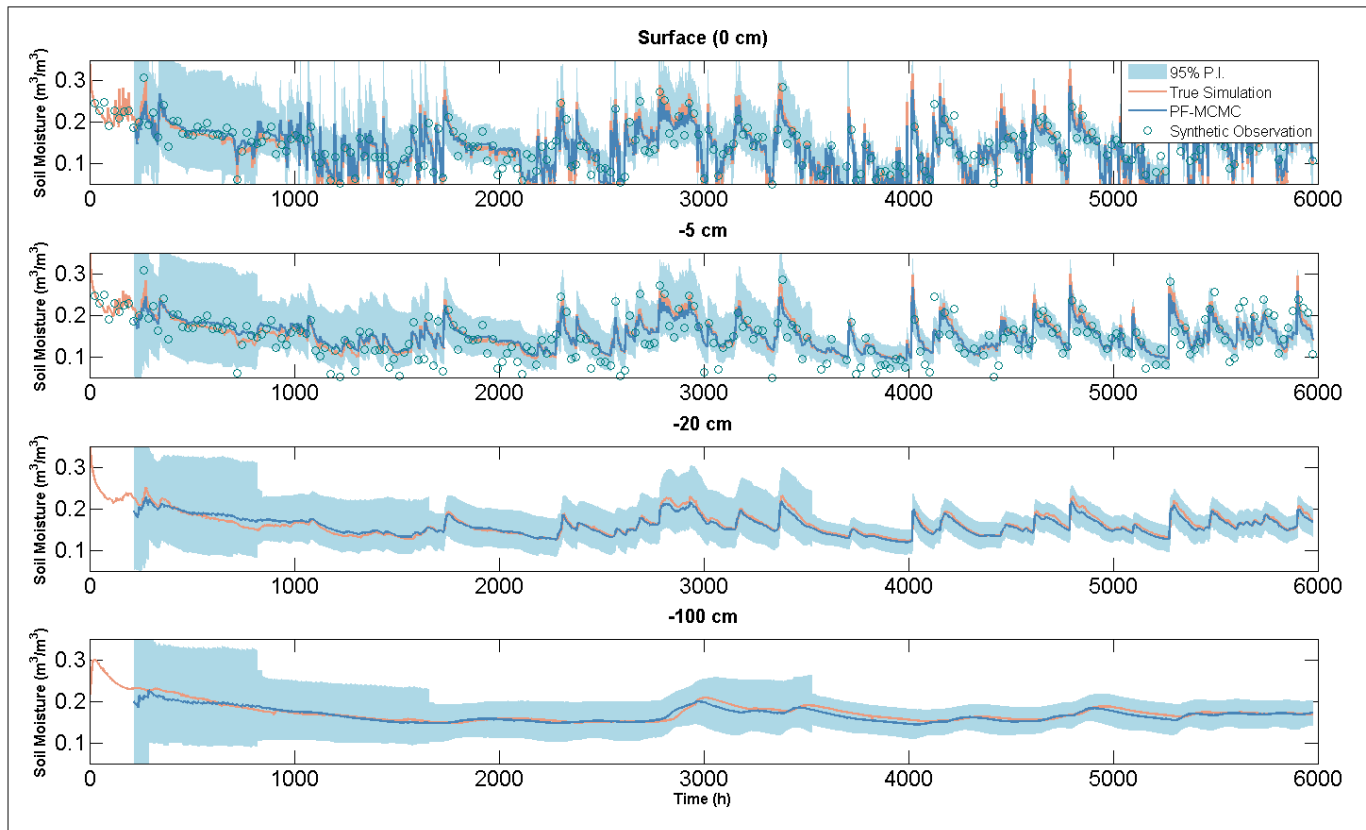 Surface (0 cm)
Soil Moisture (m³/m³)
0.3
0.2
0.1
95% P.I.
True Simulation
PF-MCMC
Synthetic Observation
0 1000 2000 3000 4000 5000 6000
-5 cm
Soil Moisture (m³/m³)
0.3
0.2
0.1
0 1000 2000 3000 4000 5000 6000
-20 cm
Soil Moisture (m³/m³)
0.3
0.2
0.1
0 1000 2000 3000 4000 5000 6000
-100 cm
Soil Moisture (m³/m³)
0.3
0.2
0.1
0 1000 2000 3000 4000 5000 6000
Time (h)